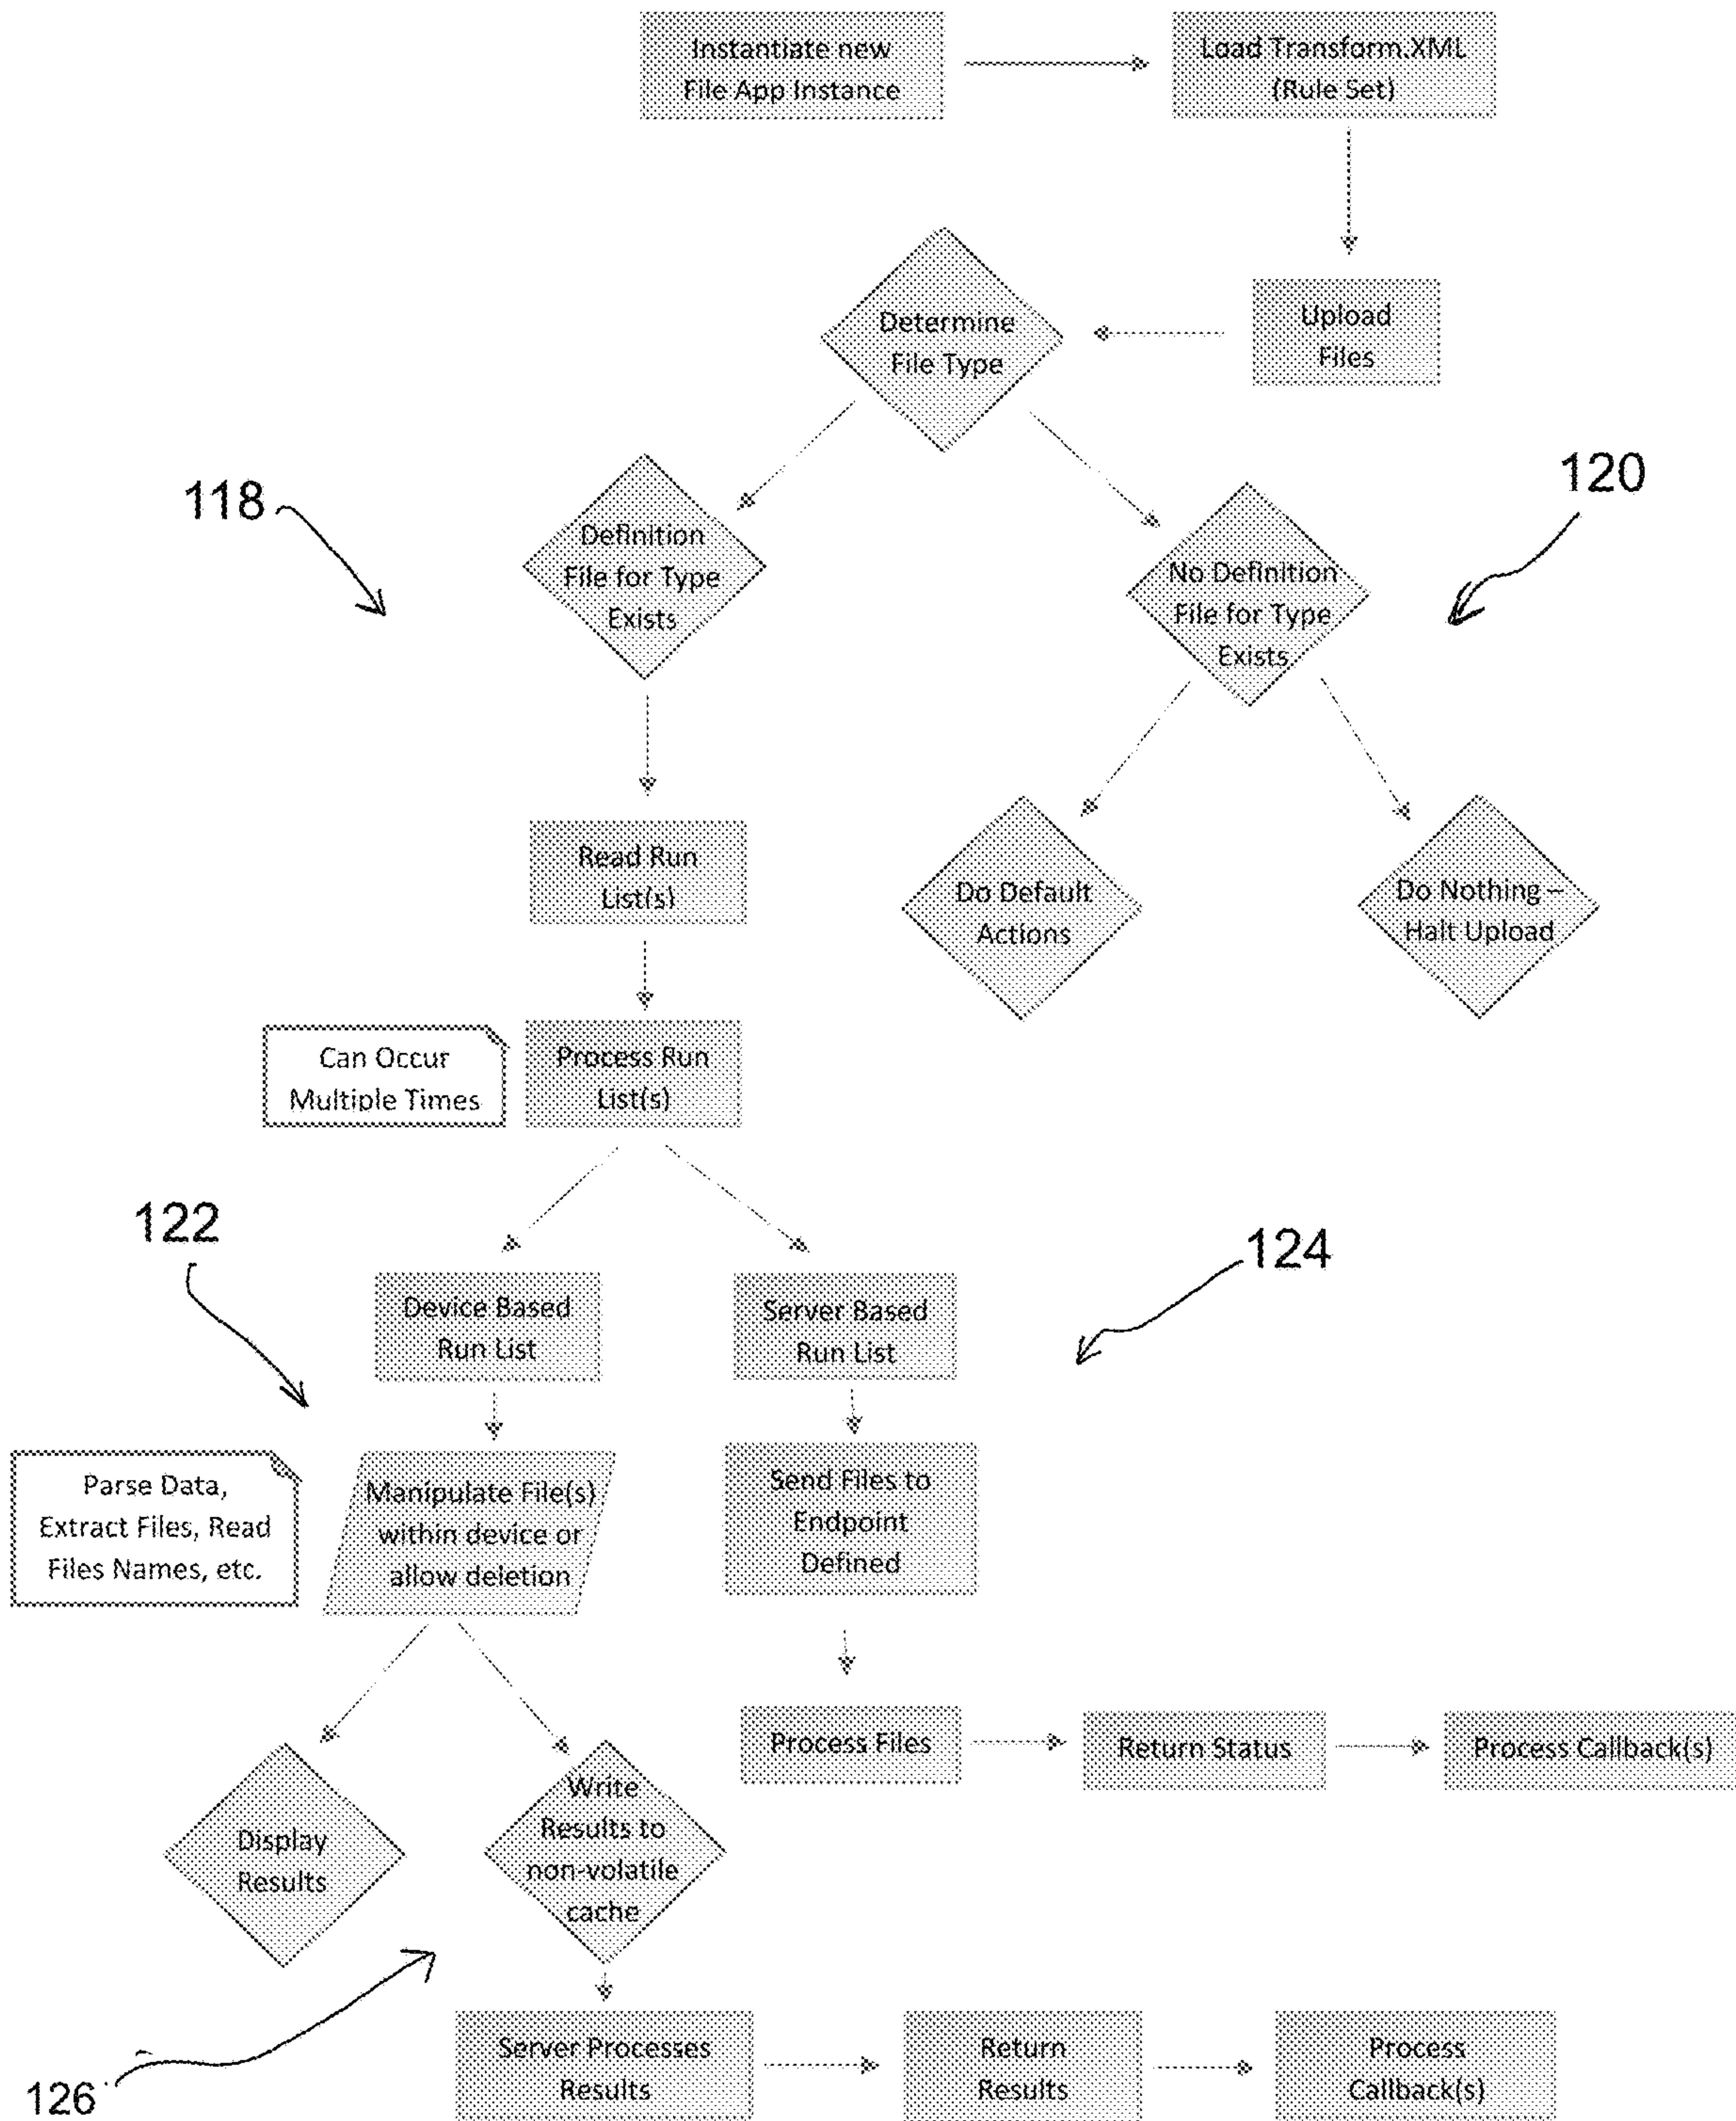 Instantiate new
File App Instance
Load Transform.XML
(Rule Set)
Upload
Files
Determine
File Type
118
120
Definition
File for Type
Exists
No Definition
File for Type
Exists
Read Run
List(s)
Do Default
Actions
Do Nothing –
Halt Upload
Can Occur
Multiple Times
Process Run
List(s)
122
124
Device Based
Run List
Server Based
Run List
Parse Data,
Extract Files, Read
Files Names, etc.
Manipulate File(s)
within device or
allow deletion
Send Files to
Endpoint
Defined
Process Files
Return Status
Process Callback(s)
Display
Results
Write
Results to
non-volatile
cache
126
Server Processes
Results
Return
Results
Process
Callback(s)